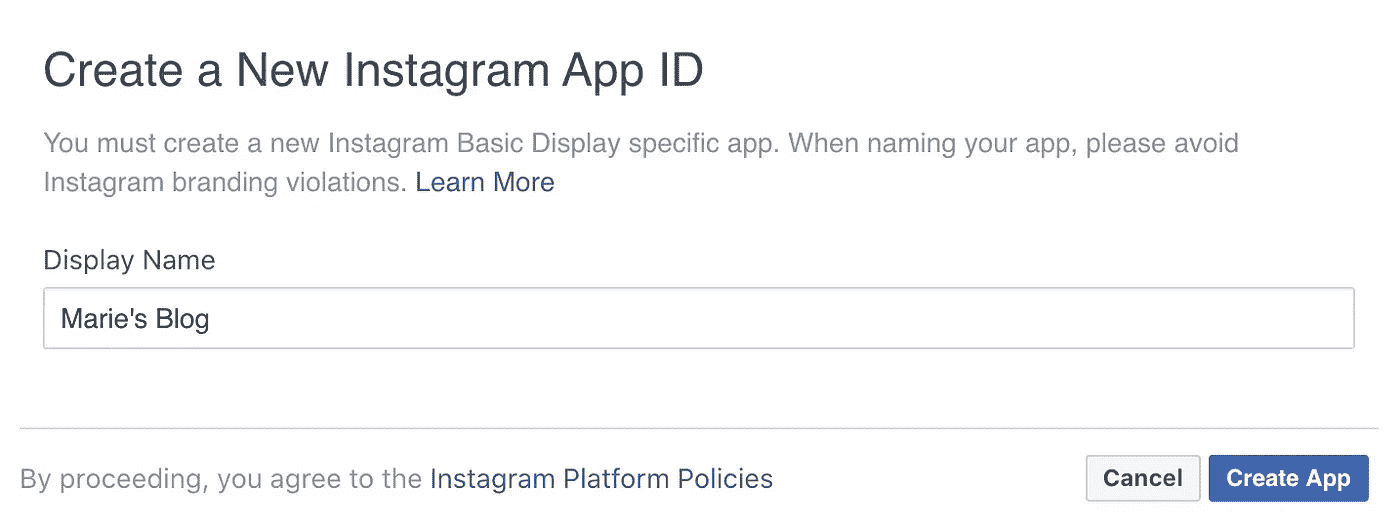 Create a New Instagram App ID
You must create a new Instagram Basic Display specific app. When naming your app, please avoid
Instagram branding violations. Learn More
Display Name
Marie's Blog
By proceeding, you agree to the Instagram Platform Policies
Cancel
Create App